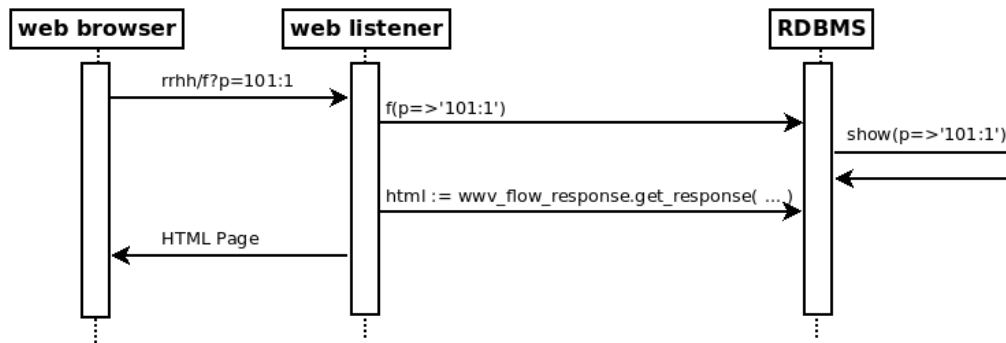 web browser
web listener
RDBMS
rrhh/f?p=101:1
f(p=>'101:1')
show(p=>'101:1')
html := wwv_flow_response.get_response( ....)
HTML Page